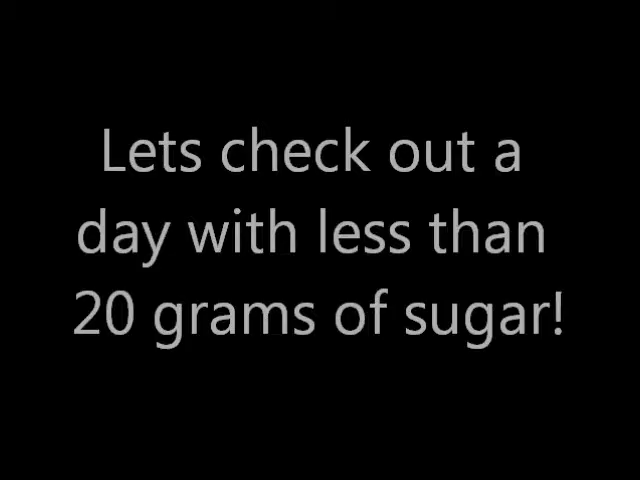 Lets check out a
day with less than
20 grams of sugar!